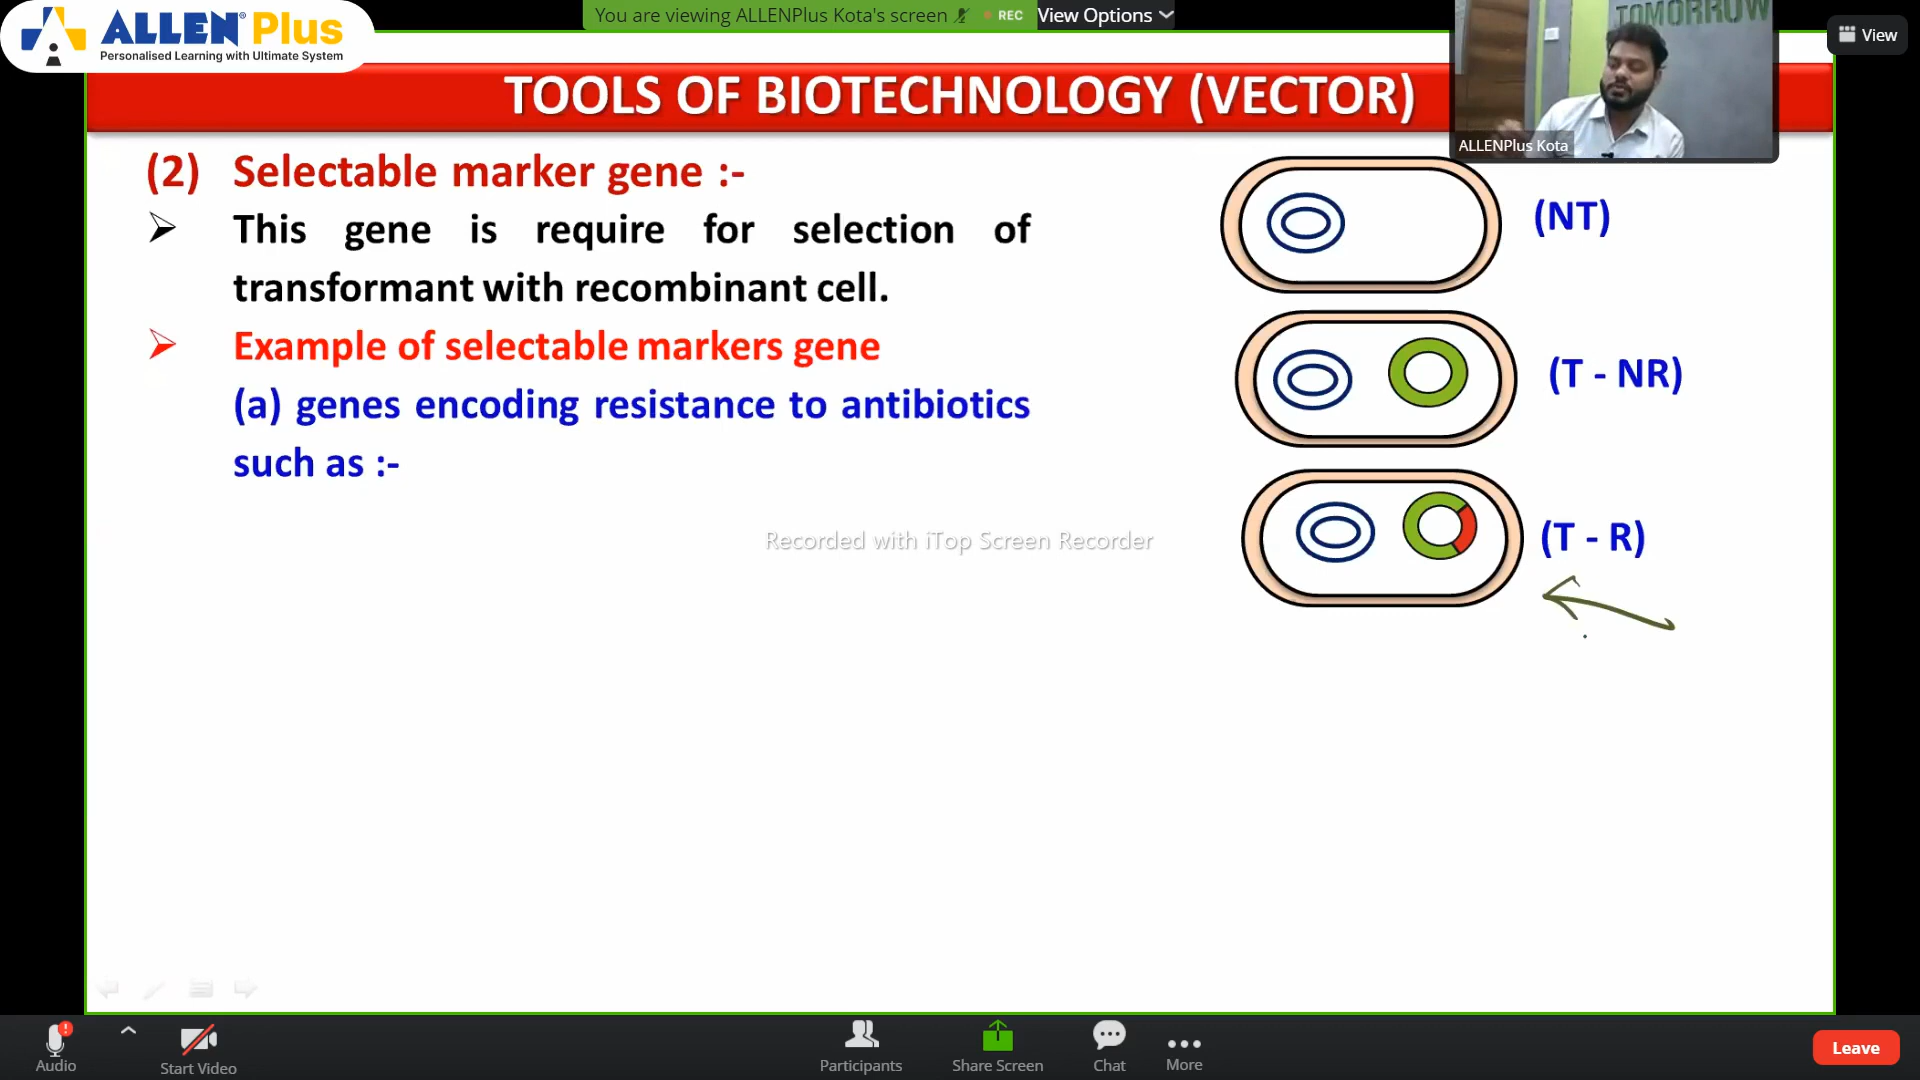 You are viewing ALLENPlus Kota's screen
REC
View Options
View
ALLEN® Plus
Personalised Learning with Ultimate System
TOMORROW
TOOLS OF BIOTECHNOLOGY (VECTOR)
ALLENPlus Kota
(2) Selectable marker gene :-
This gene is require for selection of
transformant with recombinant cell.
Example of selectable markers gene
(a) genes encoding resistance to antibiotics
such as :-
(NT)
(T - NR)
(T - R)
Recorded with iTop Screen Recorder
Audio
Start Video
Participants
Share Screen
Chat
More
Leave